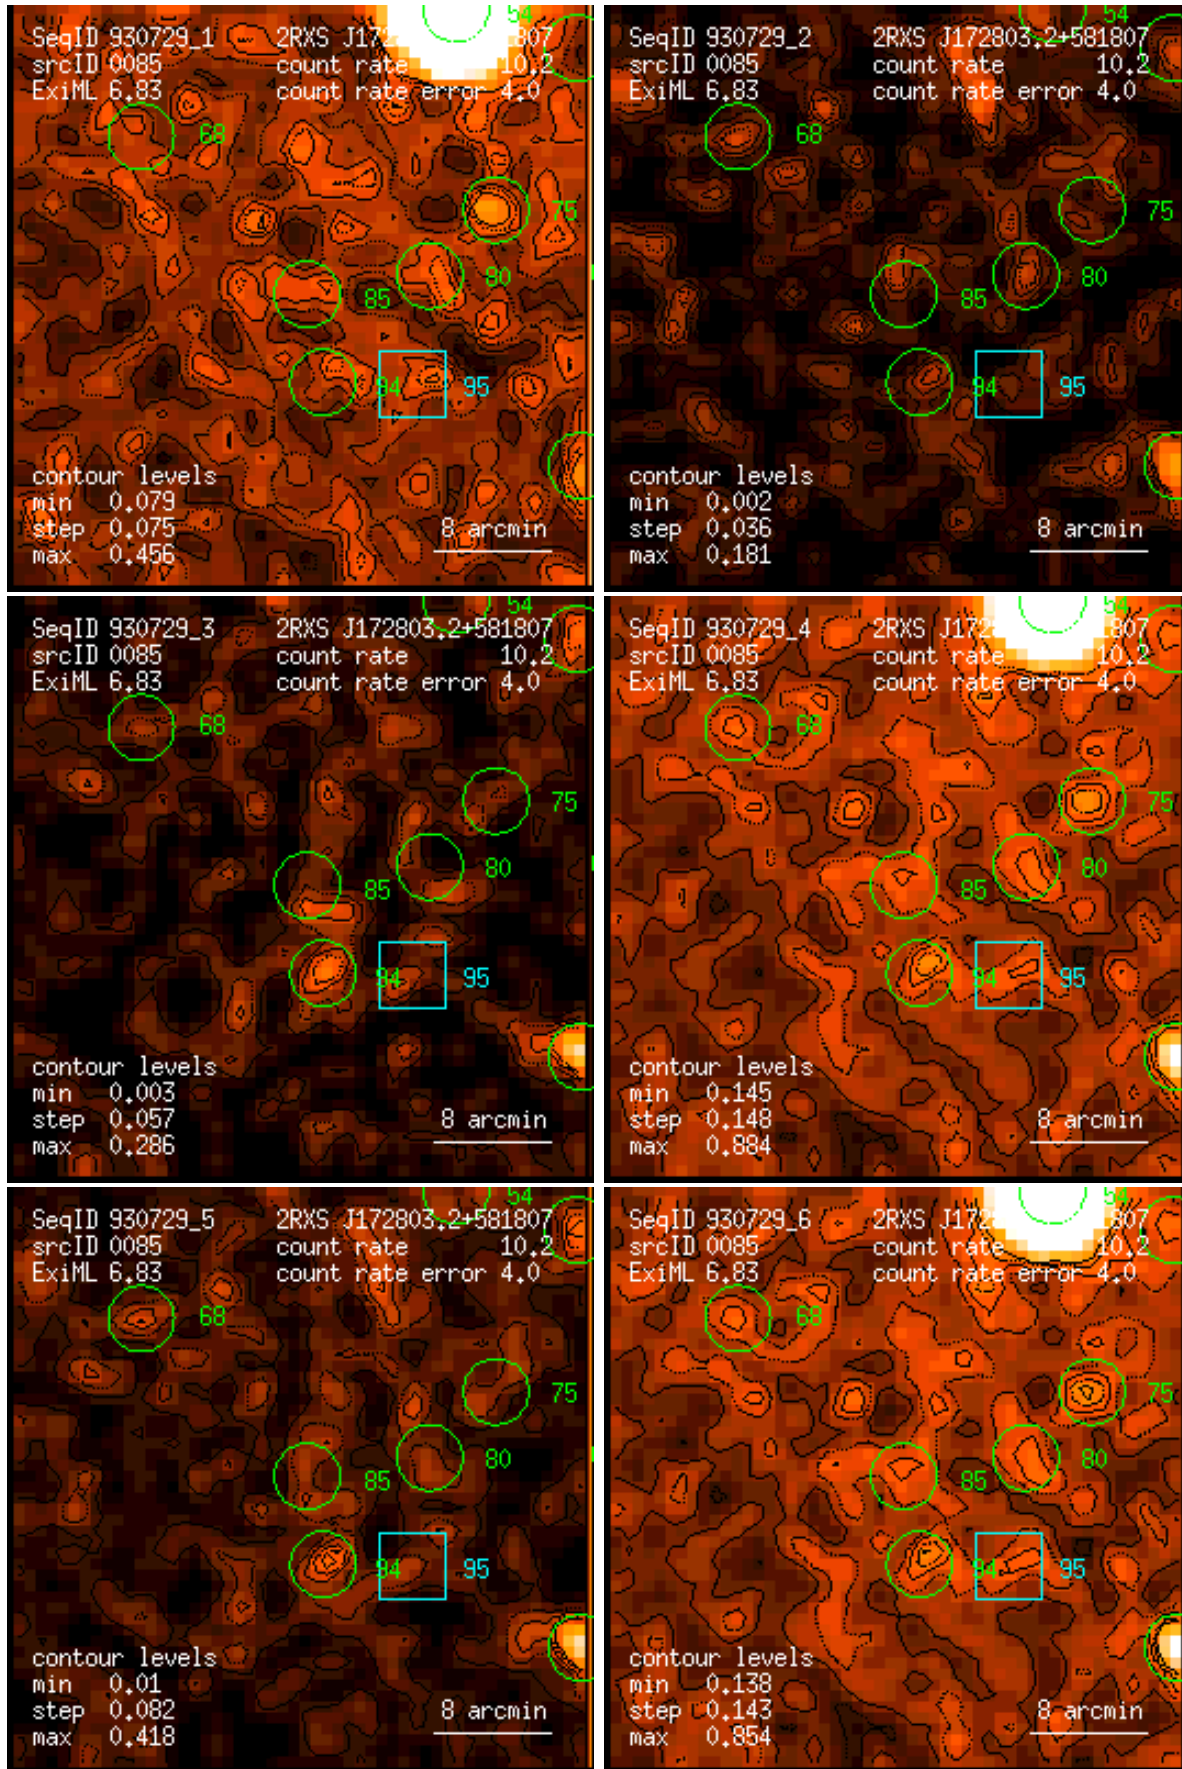 54
SeqID 930729_1 2RXS J172 807
srcID 0085 count rate 10.2
ExiML 6.83 count rate error 4.0
68
75
80
85
94 95
contour levels
min 0.079
step 0.075 8 arcmin
max 0.456
54
SeqID 930729_2 2RXS J172803.2+581807
srcID 0085 count rate 10.2
ExiML 6.83 count rate error 4.0
68
75
80
85
94 95
contour levels
min 0.002
step 0.036 8 arcmin
max 0.181
54
SeqID 930729_3 2RXS J172803.2+581807
srcID 0085 count rate 10.2
ExiML 6.83 count rate error 4.0
68
75
80
85
94 95
contour levels
min 0.003
step 0.057 8 arcmin
max 0.286
54
SeqID 930729_4 2RXS J172 807
srcID 0085 count rate 10.2
ExiML 6.83 count rate error 4.0
68
75
80
85
94 95
contour levels
min 0.145
step 0.148 8 arcmin
max 0.884
54
SeqID 930729_5 2RXS J172803.2+581807
srcID 0085 count rate 10.2
ExiML 6.83 count rate error 4.0
68
75
80
85
94 95
contour levels
min 0.01
step 0.082 8 arcmin
max 0.418
54
SeqID 930729_6 2RXS J172 807
srcID 0085 count rate 10.2
ExiML 6.83 count rate error 4.0
68
75
80
85
94 95
contour levels
min 0.138
step 0.143 8 arcmin
max 0.854